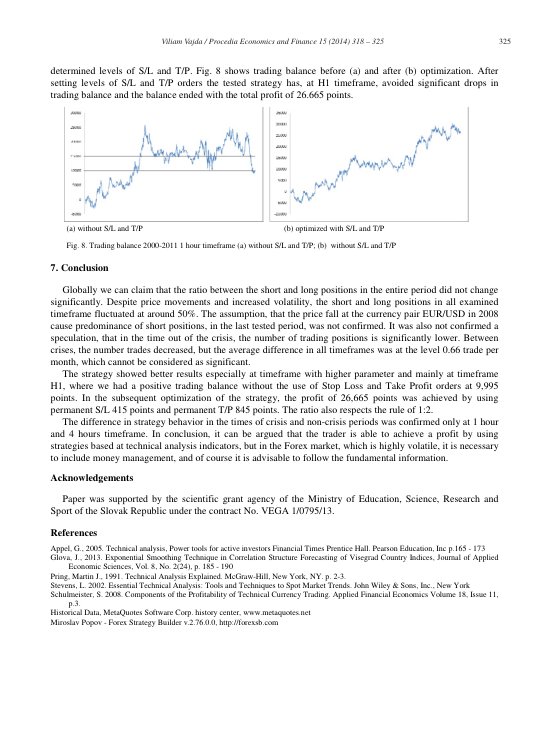 Viliam Vajda / Procedia Economics and Finance 15 (2014) 318 – 325
325
determined levels of S/L and T/P. Fig. 8 shows trading balance before (a) and after (b) optimization. After
setting levels of S/L and T/P orders the tested strategy has, at H1 timeframe, avoided significant drops in
trading balance and the balance ended with the total profit of 26.665 points.
(a) without S/L and T/P
(b) optimized with S/L and T/P
Fig. 8. Trading balance 2000-2011 1 hour timeframe (a) without S/L and T/P; (b) without S/L and T/P
7. Conclusion
Globally we can claim that the ratio between the short and long positions in the entire period did not change
significantly. Despite price movements and increased volatility, the short and long positions in all examined
timeframe fluctuated at around 50%. The assumption, that the price fall at the currency pair EUR/USD in 2008
cause predominance of short positions, in the last tested period, was not confirmed. It was also not confirmed a
speculation, that in the time out of the crisis, the number of trading positions is significantly lower. Between
crises, the number trades decreased, but the average difference in all timeframes was at the level 0.66 trade per
month, which cannot be considered as significant.
The strategy showed better results especially at timeframe with higher parameter and mainly at timeframe
H1, where we had a positive trading balance without the use of Stop Loss and Take Profit orders at 9,995
points. In the subsequent optimization of the strategy, the profit of 26,665 points was achieved by using
permanent S/L 415 points and permanent T/P 845 points. The ratio also respects the rule of 1:2.
The difference in strategy behavior in the times of crisis and non-crisis periods was confirmed only at 1 hour
and 4 hours timeframe. In conclusion, it can be argued that the trader is able to achieve a profit by using
strategies based at technical analysis indicators, but in the Forex market, which is highly volatile, it is necessary
to include money management, and of course it is advisable to follow the fundamental information.
Acknowledgements
Paper was supported by the scientific grant agency of the Ministry of Education, Science, Research and
Sport of the Slovak Republic under the contract No. VEGA 1/0795/13.
References
Appel, G., 2005. Technical analysis, Power tools for active investors Financial Times Prentice Hall. Pearson Education, Inc p.165 - 173
Glova, J., 2013. Exponential Smoothing Technique in Correlation Structure Forecasting of Visegrad Country Indices, Journal of Applied
Economic Sciences, Vol. 8, No. 2(24), p. 185 - 190
Pring, Martin J., 1991. Technical Analysis Explained. McGraw-Hill, New York, NY. p. 2-3.
Stevens, L. 2002. Essential Technical Analysis: Tools and Techniques to Spot Market Trends. John Wiley & Sons, Inc., New York
Schulmeister, S. 2008. Components of the Profitability of Technical Currency Trading. Applied Financial Economics Volume 18, Issue 11,
p.3.
Historical Data, MetaQuotes Software Corp. history center, www.metaquotes.net
Miroslav Popov - Forex Strategy Builder v.2.76.0.0, http://forexsb.com